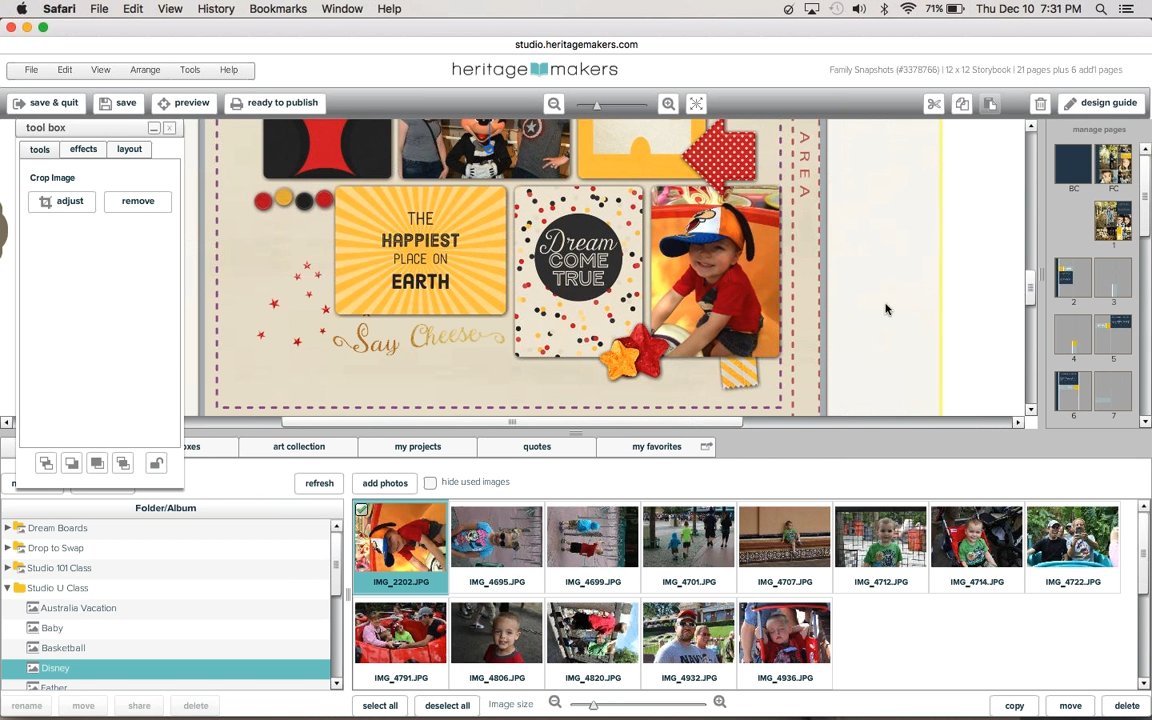 Safari File Edit View History Bookmarks Window Help 71% Thu Dec 10 7:31 PM
studio.heritagemakers.com
File Edit View Arrange Tools Help
heritage makers
Family Snapshots (#3378766) | 12 x 12 Storybook | 21 pages plus 6 add'l pages
save & quit save preview ready to publish design guide
tool box
tools effects layout
Crop Image
adjust remove
AREA
THE
HAPPIEST
PLACE ON
EARTH
Dream
COME
TRUE
Say Cheese
manage pages
BC FC
1
2 3
4 5
6 7
oxes art collection my projects quotes my favorites
refresh add photos hide used images
Folder/Album
Dream Boards
Drop to Swap
Studio 101 Class
Studio U Class
Australia Vacation
Baby
Basketball
Disney
Father
IMG_2202.JPG IMG_4695.JPG IMG_4699.JPG IMG_4701.JPG IMG_4707.JPG IMG_4712.JPG IMG_4714.JPG IMG_4722.JPG
IMG_4791.JPG IMG_4806.JPG IMG_4820.JPG IMG_4932.JPG IMG_4936.JPG
rename move share delete select all deselect all Image size copy move delete